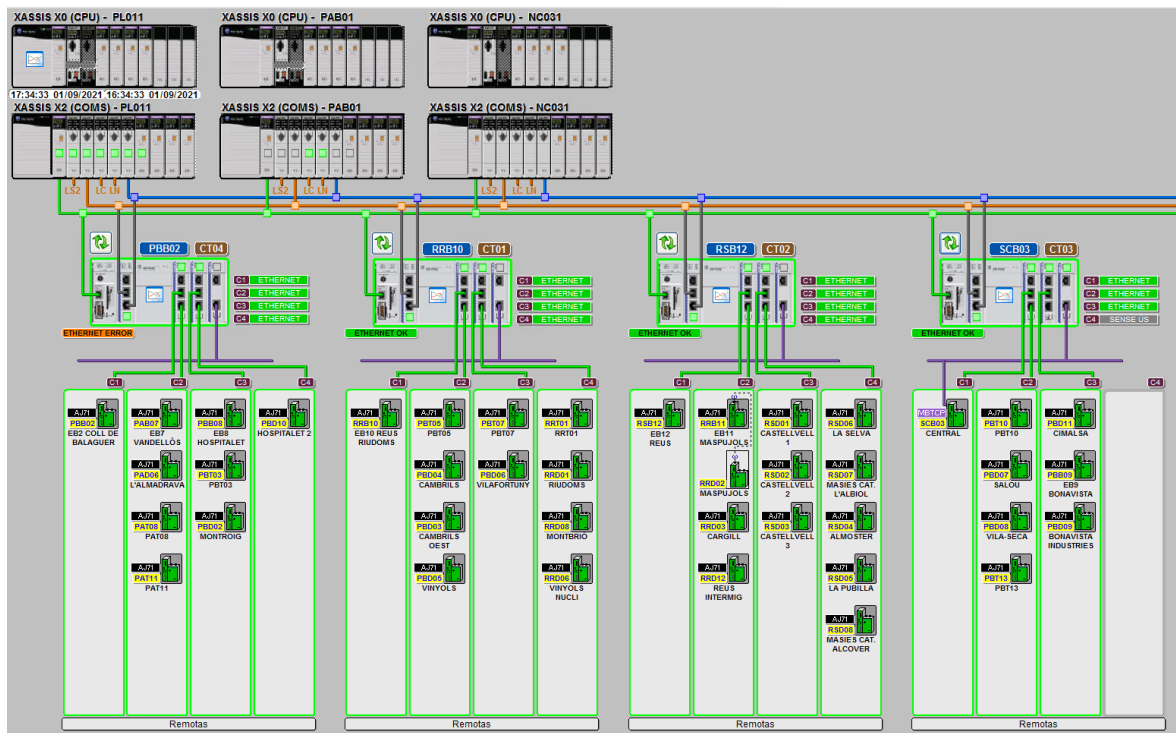 XASSIS X0 (CPU) - PL011
XASSIS X0 (CPU) - PAB01
XASSIS X0 (CPU) - NC031
17:34:33 01/09/2021 16:34:33 01/09/2021
XASSIS X2 (COMS) - PL011
XASSIS X2 (COMS) - PAB01
XASSIS X2 (COMS) - NC031
LS2 LC LN
LS2 LC LN
LS2 LC LN
PBB02 CT04
C1 ETHERNET
C2 ETHERNET
C3 ETHERNET
C4 ETHERNET
ETHERNET ERROR
RRB10 CT01
C1 ETHERNET
C2 ETHERNET
C3 ETHERNET
C4 ETHERNET
ETHERNET OK
RSB12 CT02
C1 ETHERNET
C2 ETHERNET
C3 ETHERNET
C4 ETHERNET
ETHERNET OK
SCB03 CT03
C1 ETHERNET
C2 ETHERNET
C3 ETHERNET
C4 SENSE US
ETHERNET OK
C1
AJ71
PBB02
EB2 COLL DE
BALAGUER
C2
AJ71
PAB07
EB7
VANDELLÒS
AJ71
PAD06
L'ALMADRAVA
AJ71
PAT08
PAT08
AJ71
PAT11
PAT11
C3
AJ71
PBB08
EB8
HOSPITALET
AJ71
PBT03
PBT03
AJ71
PBD02
MONTROIG
C4
AJ71
PBD10
HOSPITALET 2
Remotas
C1
AJ71
RRB10
EB10 REUS
RIUDOMS
C2
AJ71
PBT05
PBT05
AJ71
PBD04
CAMBRILS
AJ71
PBD03
CAMBRILS
OEST
AJ71
PBD05
VINYOLS
C3
AJ71
PBT07
PBT07
AJ71
PBD06
VILAFORTUNY
C4
AJ71
RRT01
RRT01
AJ71
RRD01
RIUDOMS
AJ71
RRD08
MONTBRIÓ
AJ71
RRD06
VINYOLS
NUCLI
Remotas
C1
AJ71
RSB12
EB12
REUS
C2
AJ71
RRB11
EB11
MASPUJOLS
RRD02
MASPUJOLS
AJ71
RRD03
CARGILL
AJ71
RRD12
REUS
INTERMIG
C3
AJ71
RSD01
CASTELLVELL
1
AJ71
RSD02
CASTELLVELL
2
AJ71
RSD03
CASTELLVELL
3
C4
AJ71
RSD06
LA SELVA
AJ71
RSD07
MASIES CAT.
L'ALBIOL
AJ71
RSD04
ALMOSTER
AJ71
RSD05
LA PUBILLA
AJ71
RSD08
MASIES CAT.
ALCOVER
Remotas
C1
MBTCP
SCB03
CENTRAL
C2
AJ71
PBT10
PBT10
AJ71
PBD07
SALOU
AJ71
PBD08
VILA-SECA
AJ71
PBT13
PBT13
C3
AJ71
PBD11
CIMALSA
AJ71
PBB09
EB9
BONAVISTA
AJ71
PBD09
BONAVISTA
INDUSTRIES
C4
Remotas